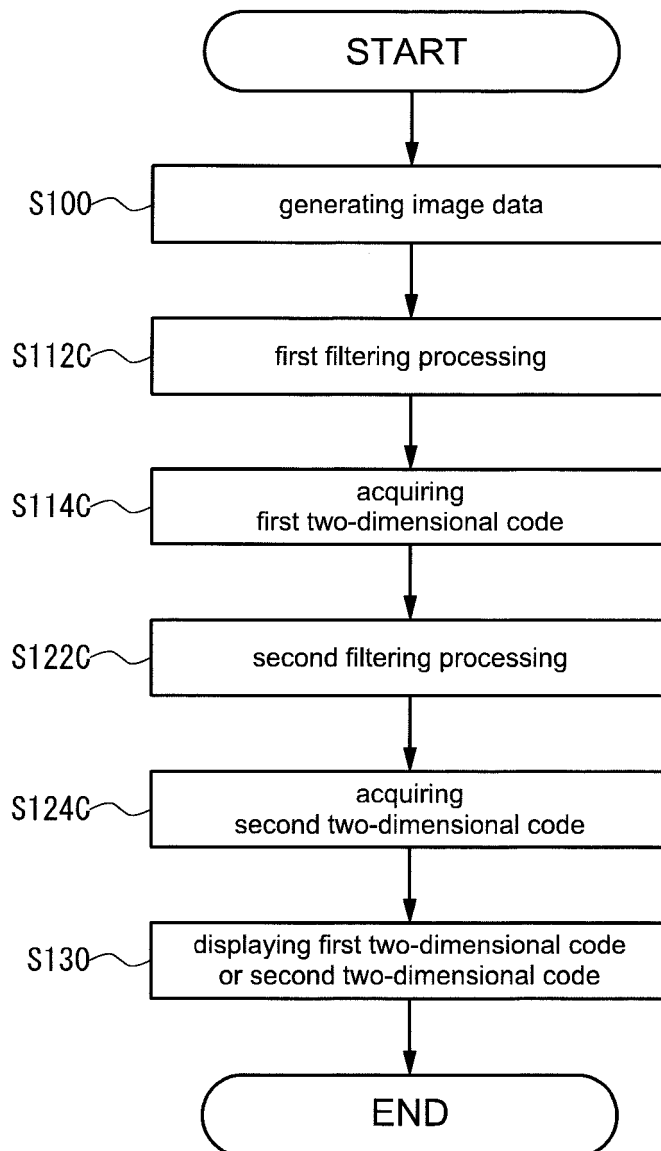 START
S100
generating image data
S112C
first filtering processing
S114C
acquiring
first two-dimensional code
S122C
second filtering processing
S124C
acquiring
second two-dimensional code
S130
displaying first two-dimensional code
or second two-dimensional code
END